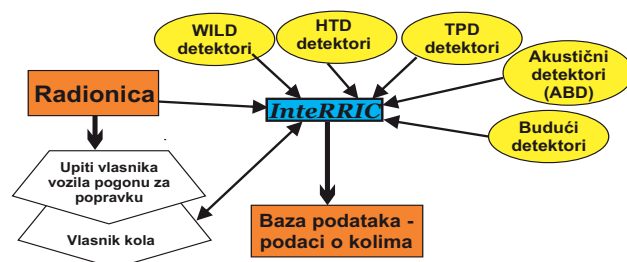 WILD
detektori
HTD
detektori
TPD
detektori
Akustični
detektori
(ABD)
Budući
detektori
Radionica
InteRRIC
Upiti vlasnika
vozila pogonu za
popravku
Vlasnik kola
Baza podataka -
podaci o kolima